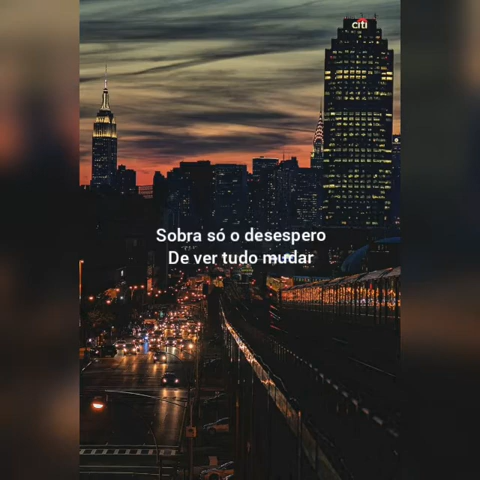 citi
Sobra só o desespero
De ver tudo mudar